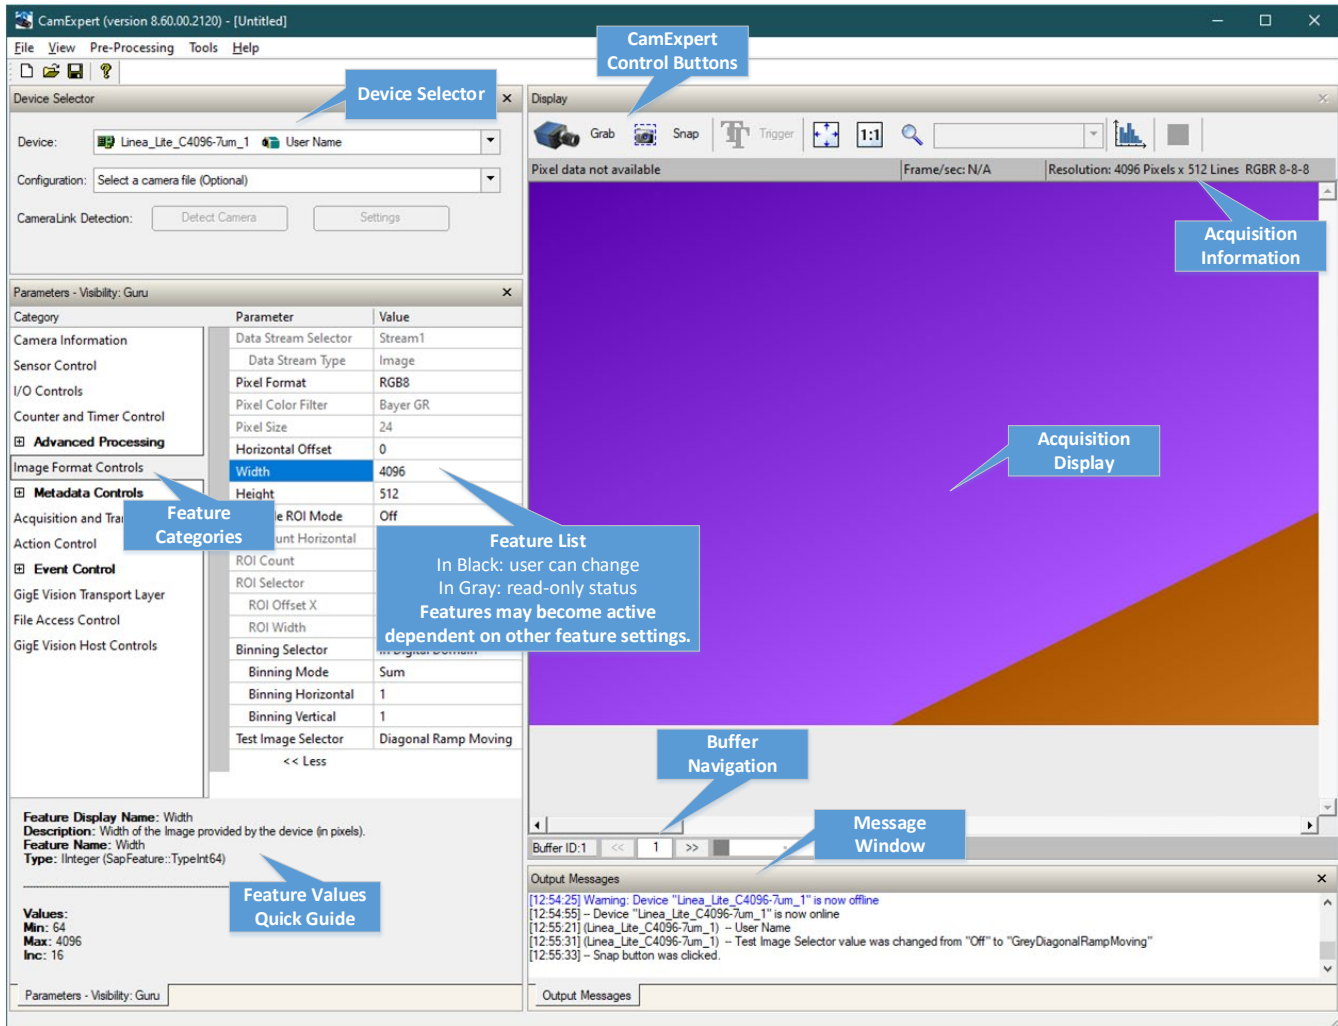 CamExpert (version 8.60.00.2120) - [Untitled]
File View Pre-Processing Tools Help
CamExpert
Control Buttons
Device Selector
Device Selector
Device: Linea_Lite_C4096-7um_1 User Name
Configuration: Select a camera file (Optional)
CameraLink Detection: Detect Camera Settings
Display
Grab Snap Trigger 1:1
Pixel data not available Frame/sec: N/A Resolution: 4096 Pixels x 512 Lines RGBR 8-8-8
Acquisition
Information
Parameters - Visibility: Guru
Category Parameter Value
Camera Information
Sensor Control
I/O Controls
Counter and Timer Control
Advanced Processing
Image Format Controls
Metadata Controls
Acquisition and Tra
Action Control
Event Control
GigE Vision Transport Layer
File Access Control
GigE Vision Host Controls
Feature
Categories
Data Stream Selector Stream1
Data Stream Type Image
Pixel Format RGB8
Pixel Color Filter Bayer GR
Pixel Size 24
Horizontal Offset 0
Width 4096
Height 512
le ROI Mode Off
unt Horizontal
ROI Count
ROI Selector
ROI Offset X
ROI Width
Binning Selector In Digital Domain
Binning Mode Sum
Binning Horizontal 1
Binning Vertical 1
Test Image Selector Diagonal Ramp Moving
<< Less
Feature List
In Black: user can change
In Gray: read-only status
Features may become active
dependent on other feature settings.
Acquisition
Display
Buffer
Navigation
Message
Window
Buffer ID:1 << 1 >>
Feature Display Name: Width
Description: Width of the Image provided by the device (in pixels).
Feature Name: Width
Type: IInteger (SapFeature::TypeInt64)
Feature Values
Quick Guide
Values:
Min: 64
Max: 4096
Inc: 16
Parameters - Visibility: Guru
Output Messages
[12:54:25] Warning: Device "Linea_Lite_C4096-7um_1" is now offline
[12:54:55] -- Device "Linea_Lite_C4096-7um_1" is now online
[12:55:21] (Linea_Lite_C4096-7um_1) -- User Name
[12:55:31] (Linea_Lite_C4096-7um_1) -- Test Image Selector value was changed from "Off" to "GreyDiagonalRampMoving"
[12:55:33] -- Snap button was clicked.
Output Messages